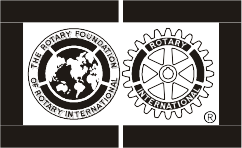 THE ROTARY FOUNDATION
OF ROTARY INTERNATIONAL
ROTARY
INTERNATIONAL
®